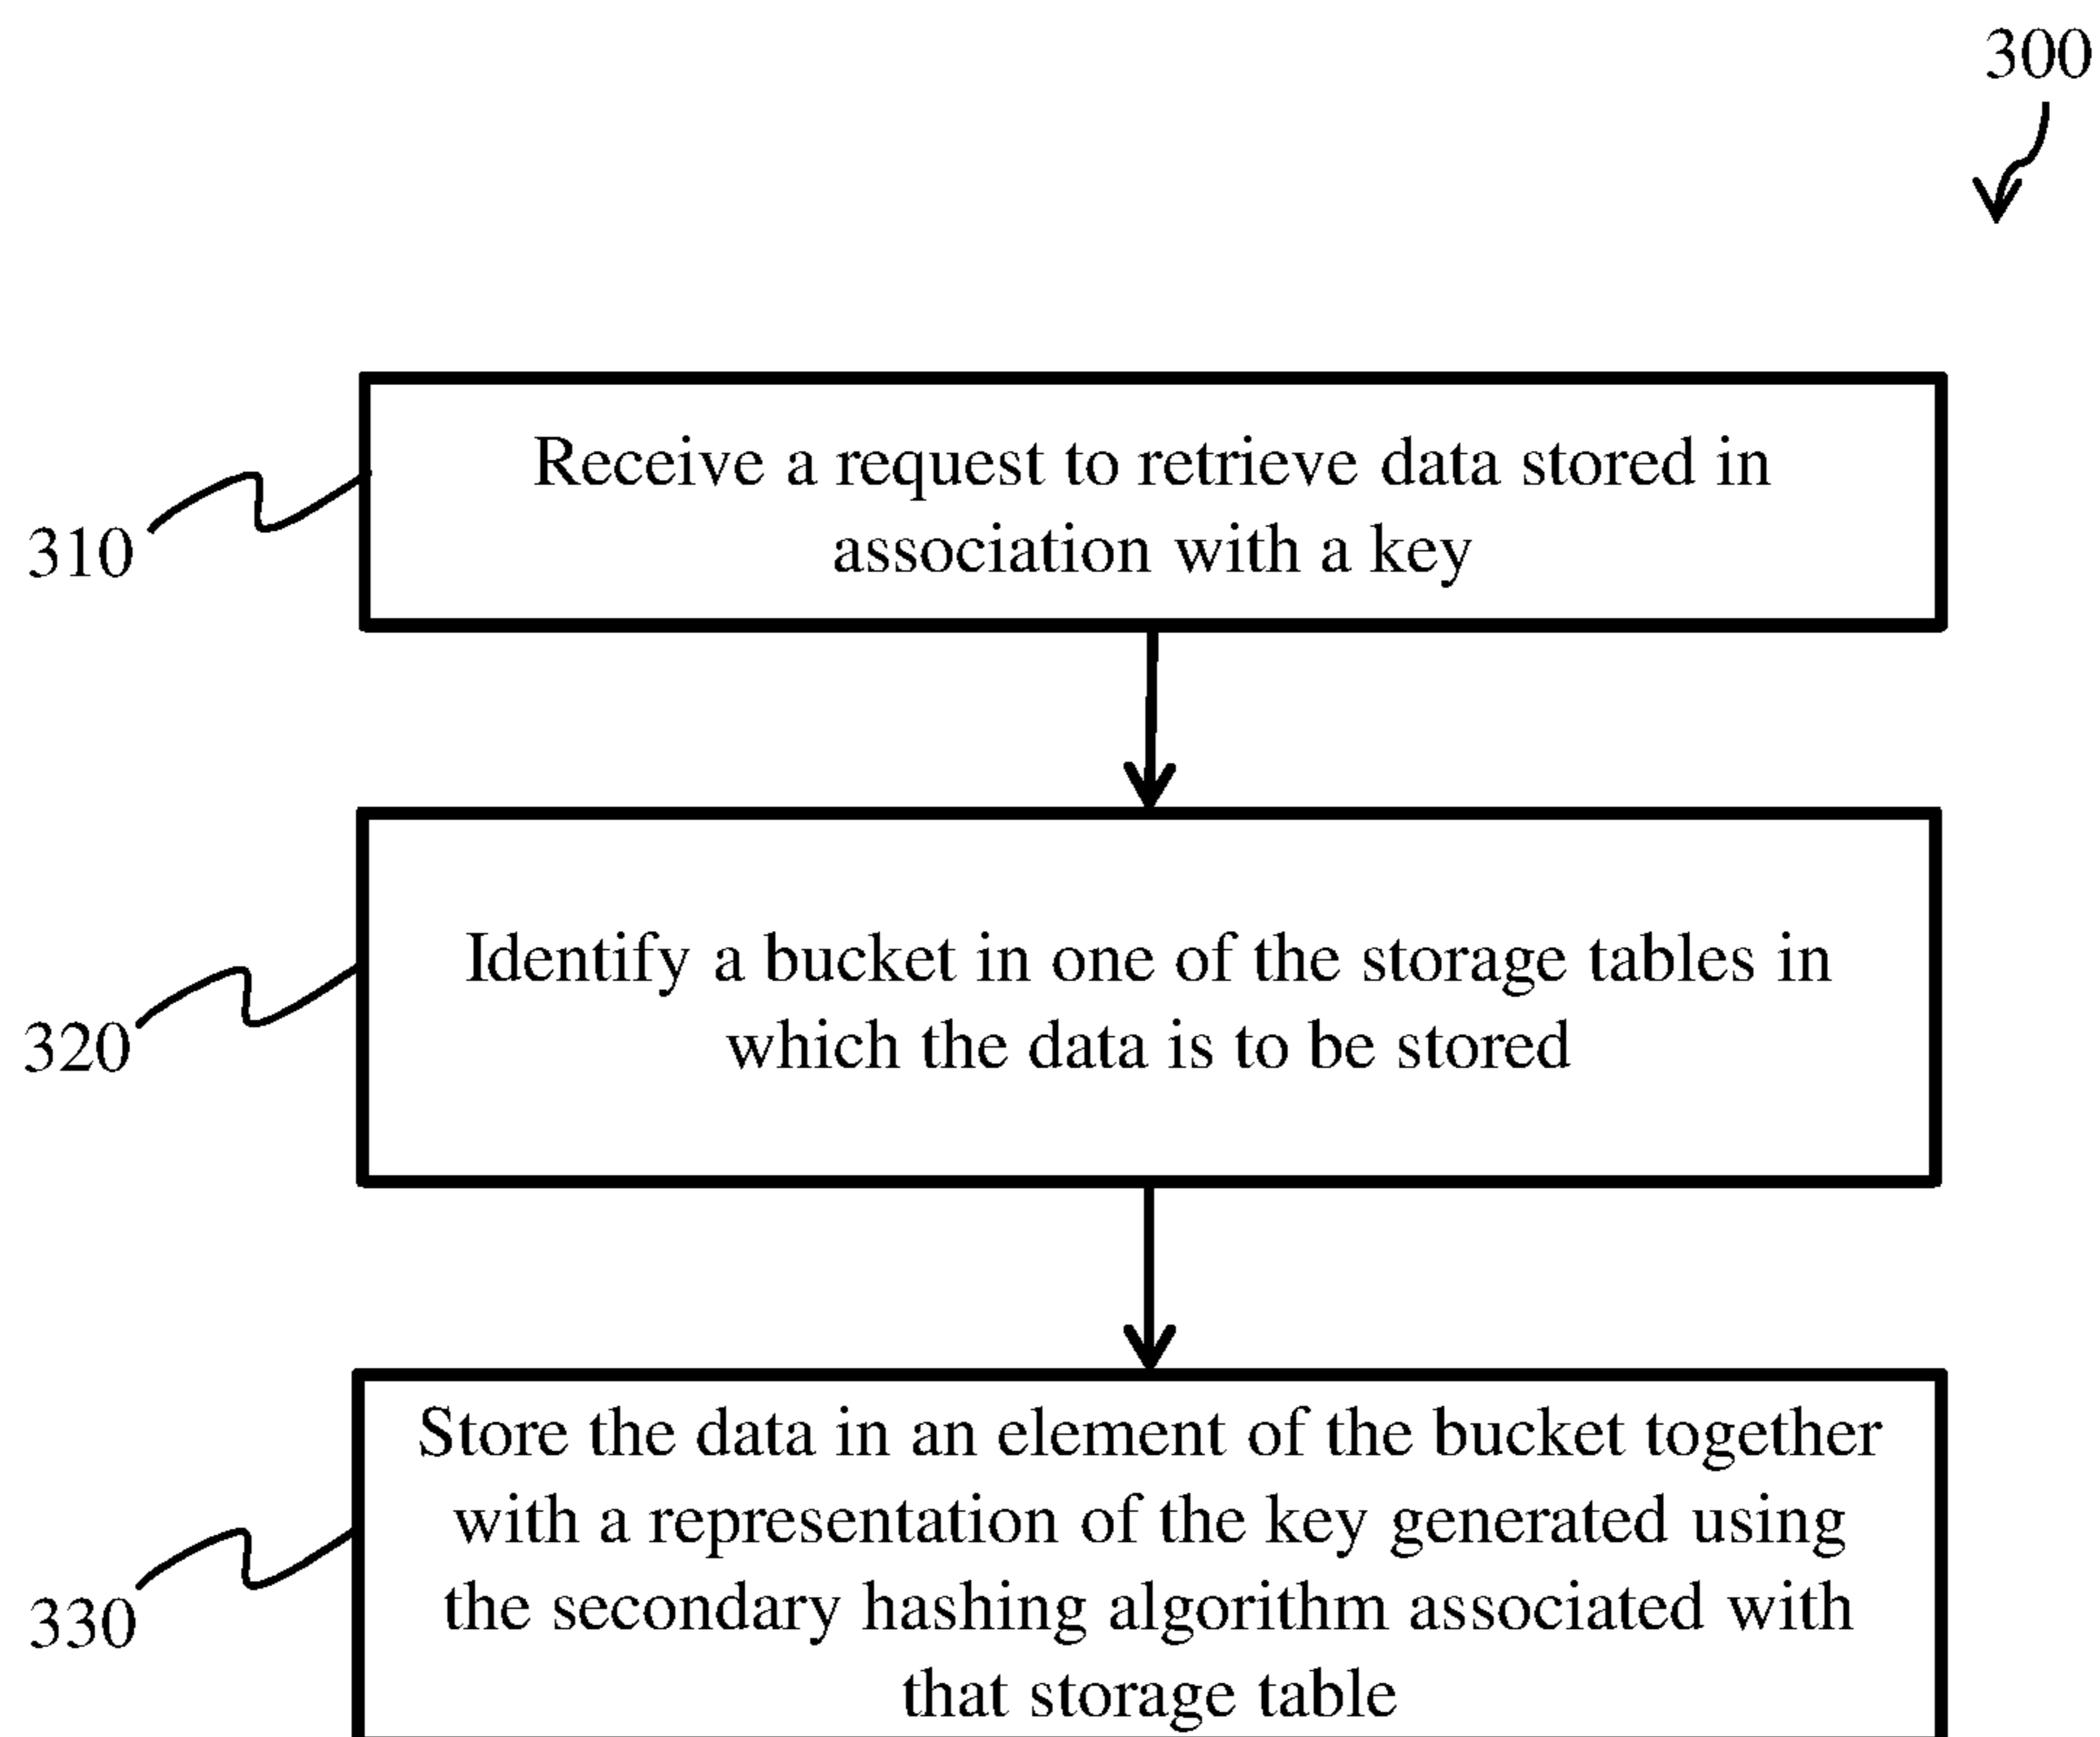 300
Receive a request to retrieve data stored in
association with a key
310
Identify a bucket in one of the storage tables in
which the data is to be stored
320
Store the data in an element of the bucket together
with a representation of the key generated using
the secondary hashing algorithm associated with
that storage table
330